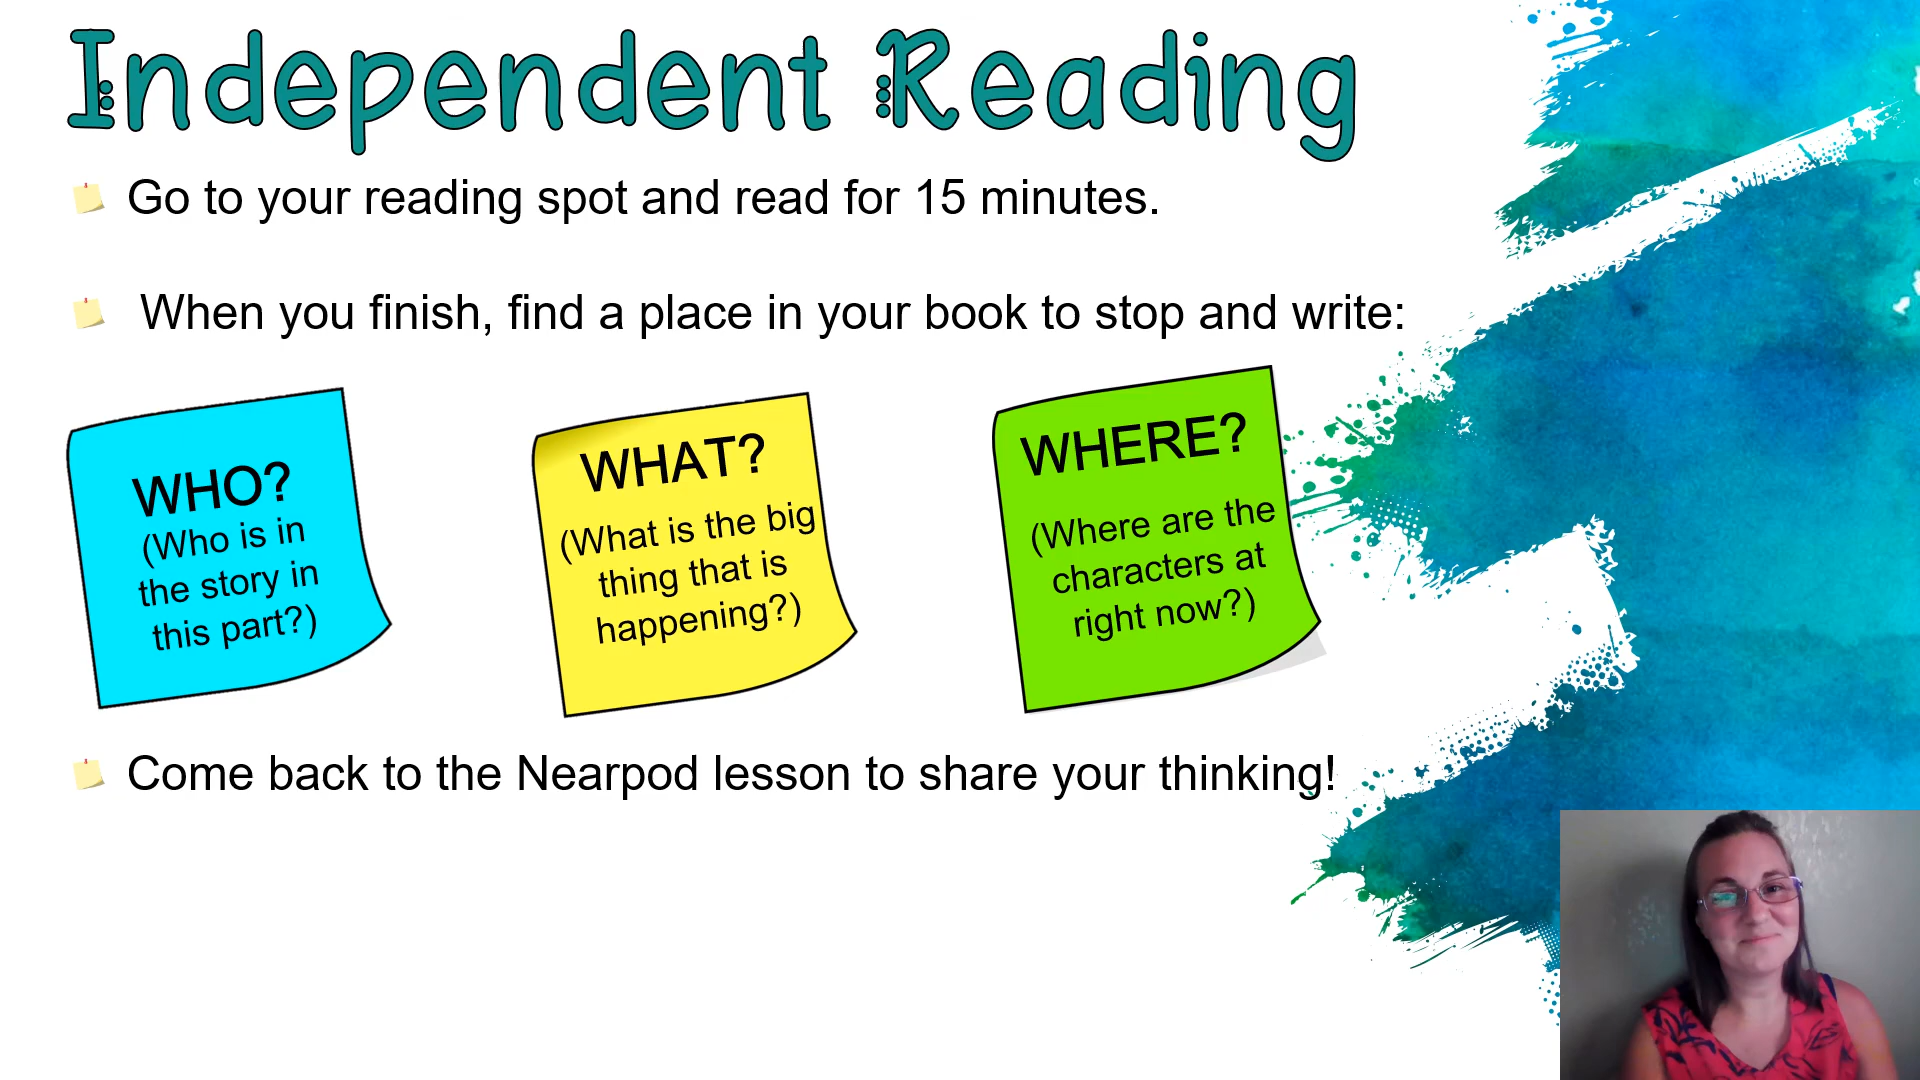 Independent Reading
Go to your reading spot and read for 15 minutes.
When you finish, find a place in your book to stop and write:
WHO?
(Who is in
the story in
this part?)
WHAT?
(What is the big
thing that is
happening?)
WHERE?
(Where are the
characters at
right now?)
Come back to the Nearpod lesson to share your thinking!